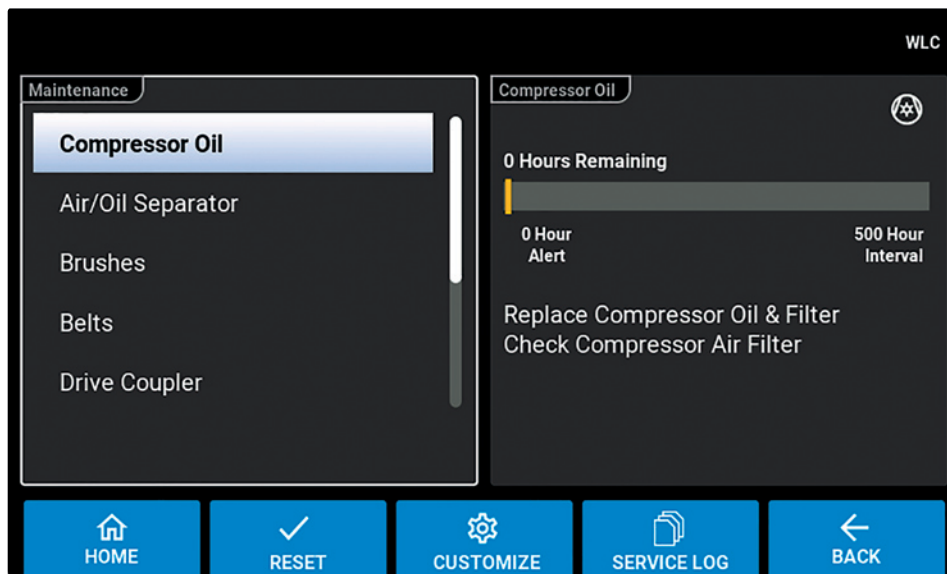 WLC
Maintenance
Compressor Oil
Air/Oil Separator
Brushes
Belts
Drive Coupler
Compressor Oil
0 Hours Remaining
0 Hour
Alert
500 Hour
Interval
Replace Compressor Oil & Filter
Check Compressor Air Filter
HOME
RESET
CUSTOMIZE
SERVICE LOG
BACK